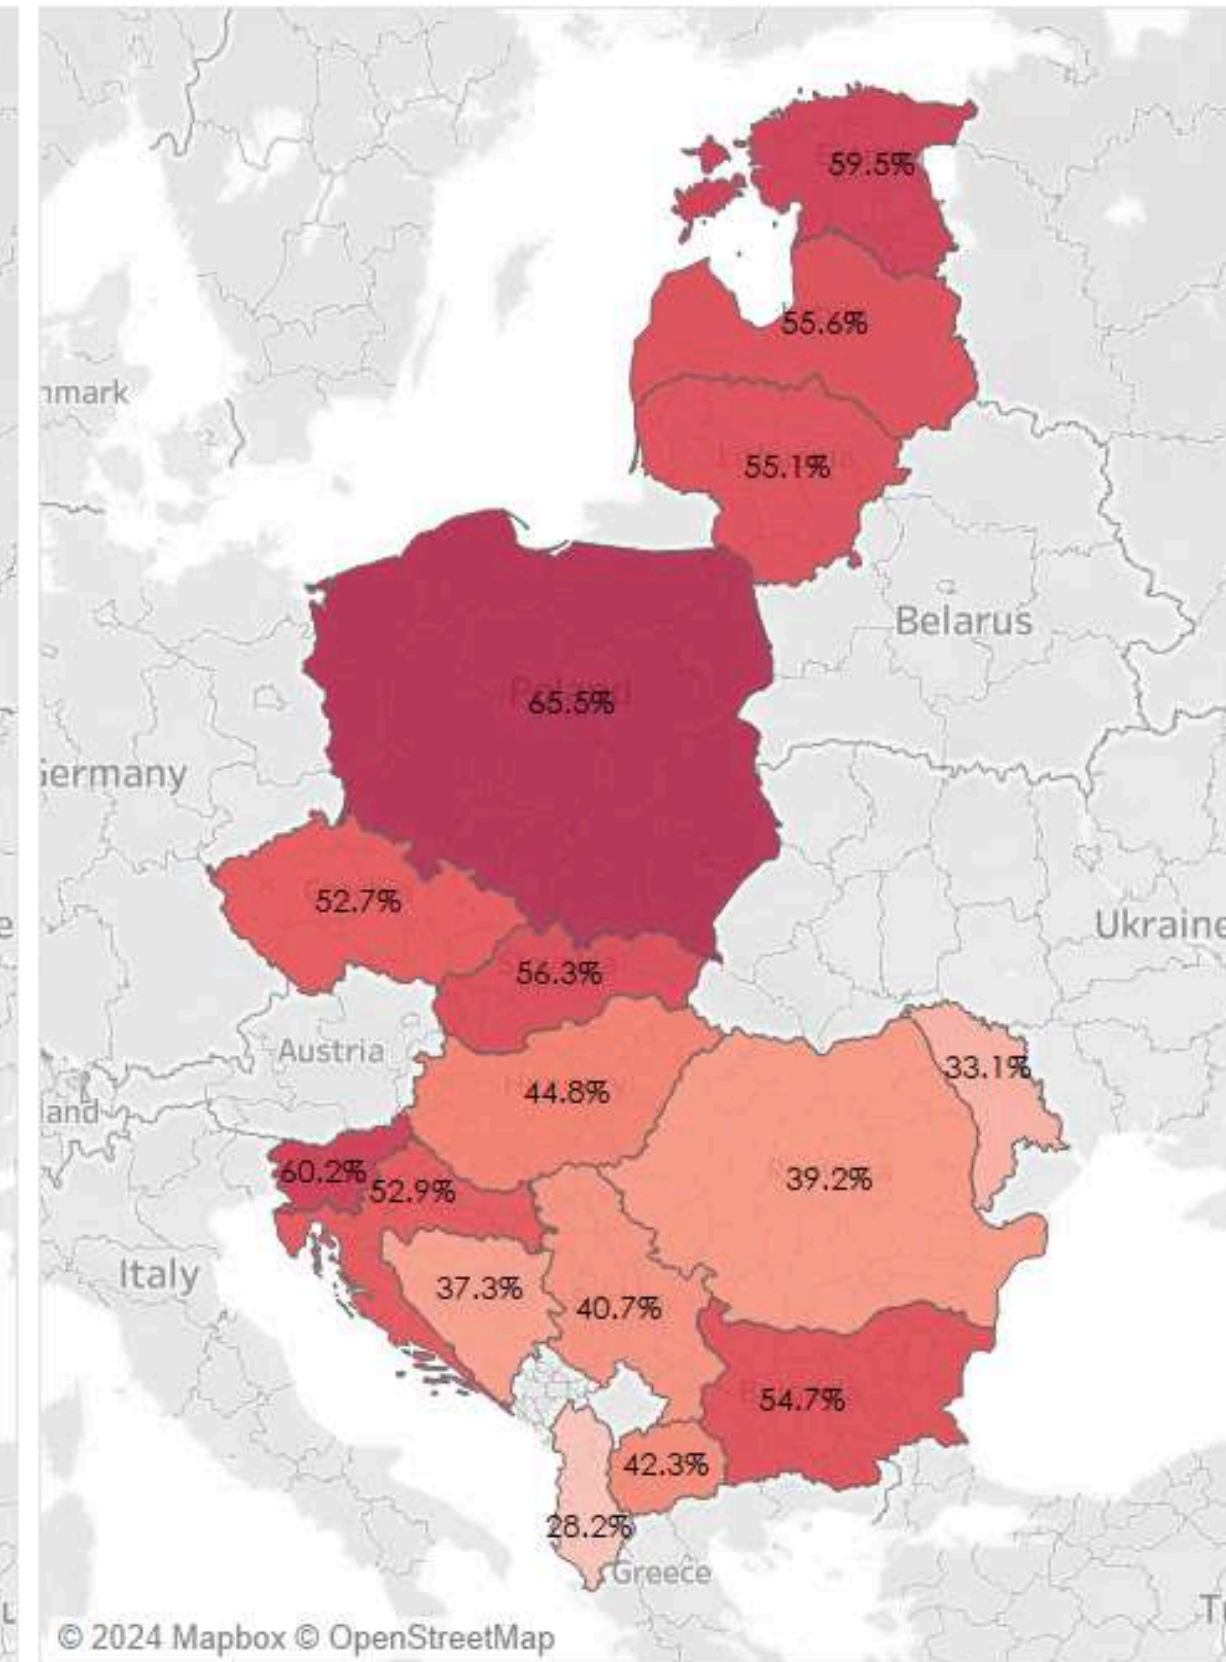 59.5%
55.6%
nmark
55.1%
Belarus
Poland
65.5%
Germany
52.7%
Ukraine
56.3%
Austria
33.1%
44.8%
land
60.2%
52.9%
39.2%
Italy
37.3%
40.7%
54.7%
42.3%
28.2%
Greece
© 2024 Mapbox © OpenStreetMap